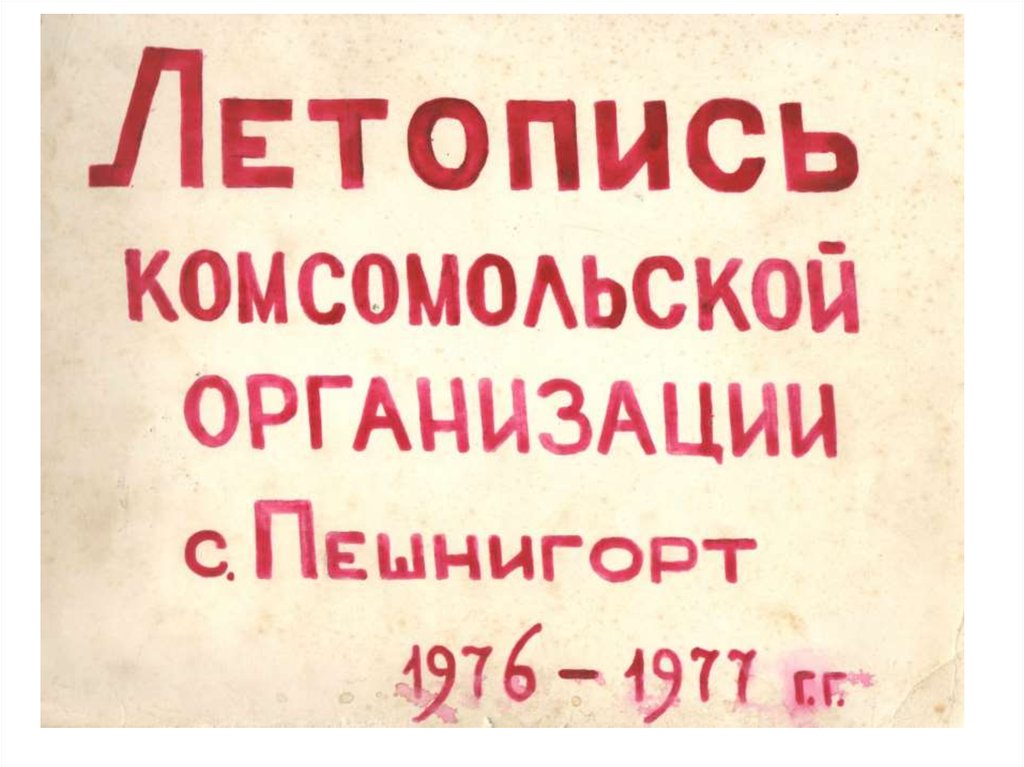 Летопись
комсомольской
организации
с. Пешнигорт
1976 – 1977 г.г.